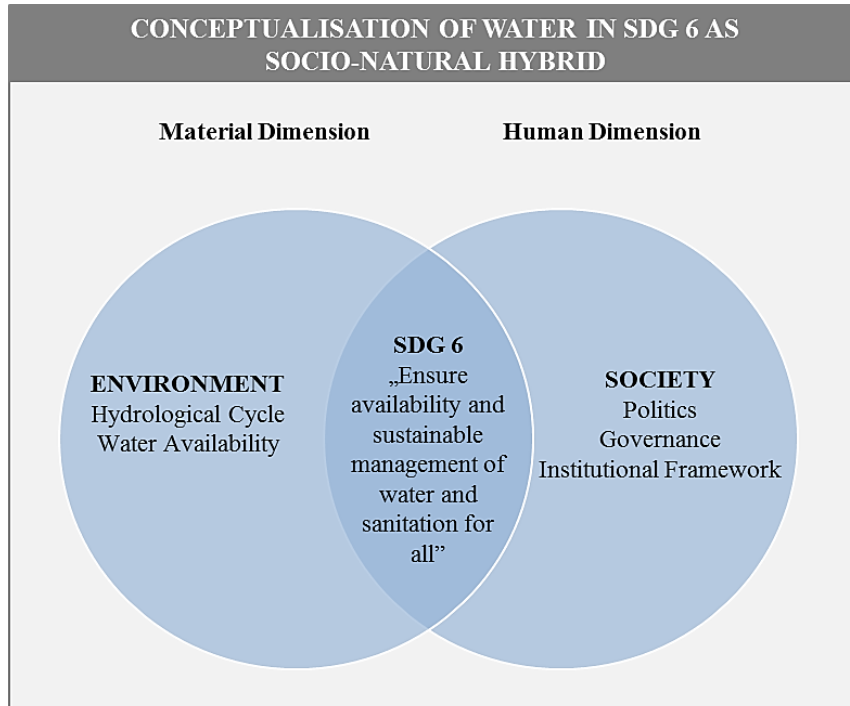 CONCEPTUALISATION OF WATER IN SDG 6 AS
SOCIO-NATURAL HYBRID
Material Dimension
Human Dimension
ENVIRONMENT
Hydrological Cycle
Water Availability
SDG 6
„Ensure
availability and
sustainable
management of
water and
sanitation for
all”
SOCIETY
Politics
Governance
Institutional Framework